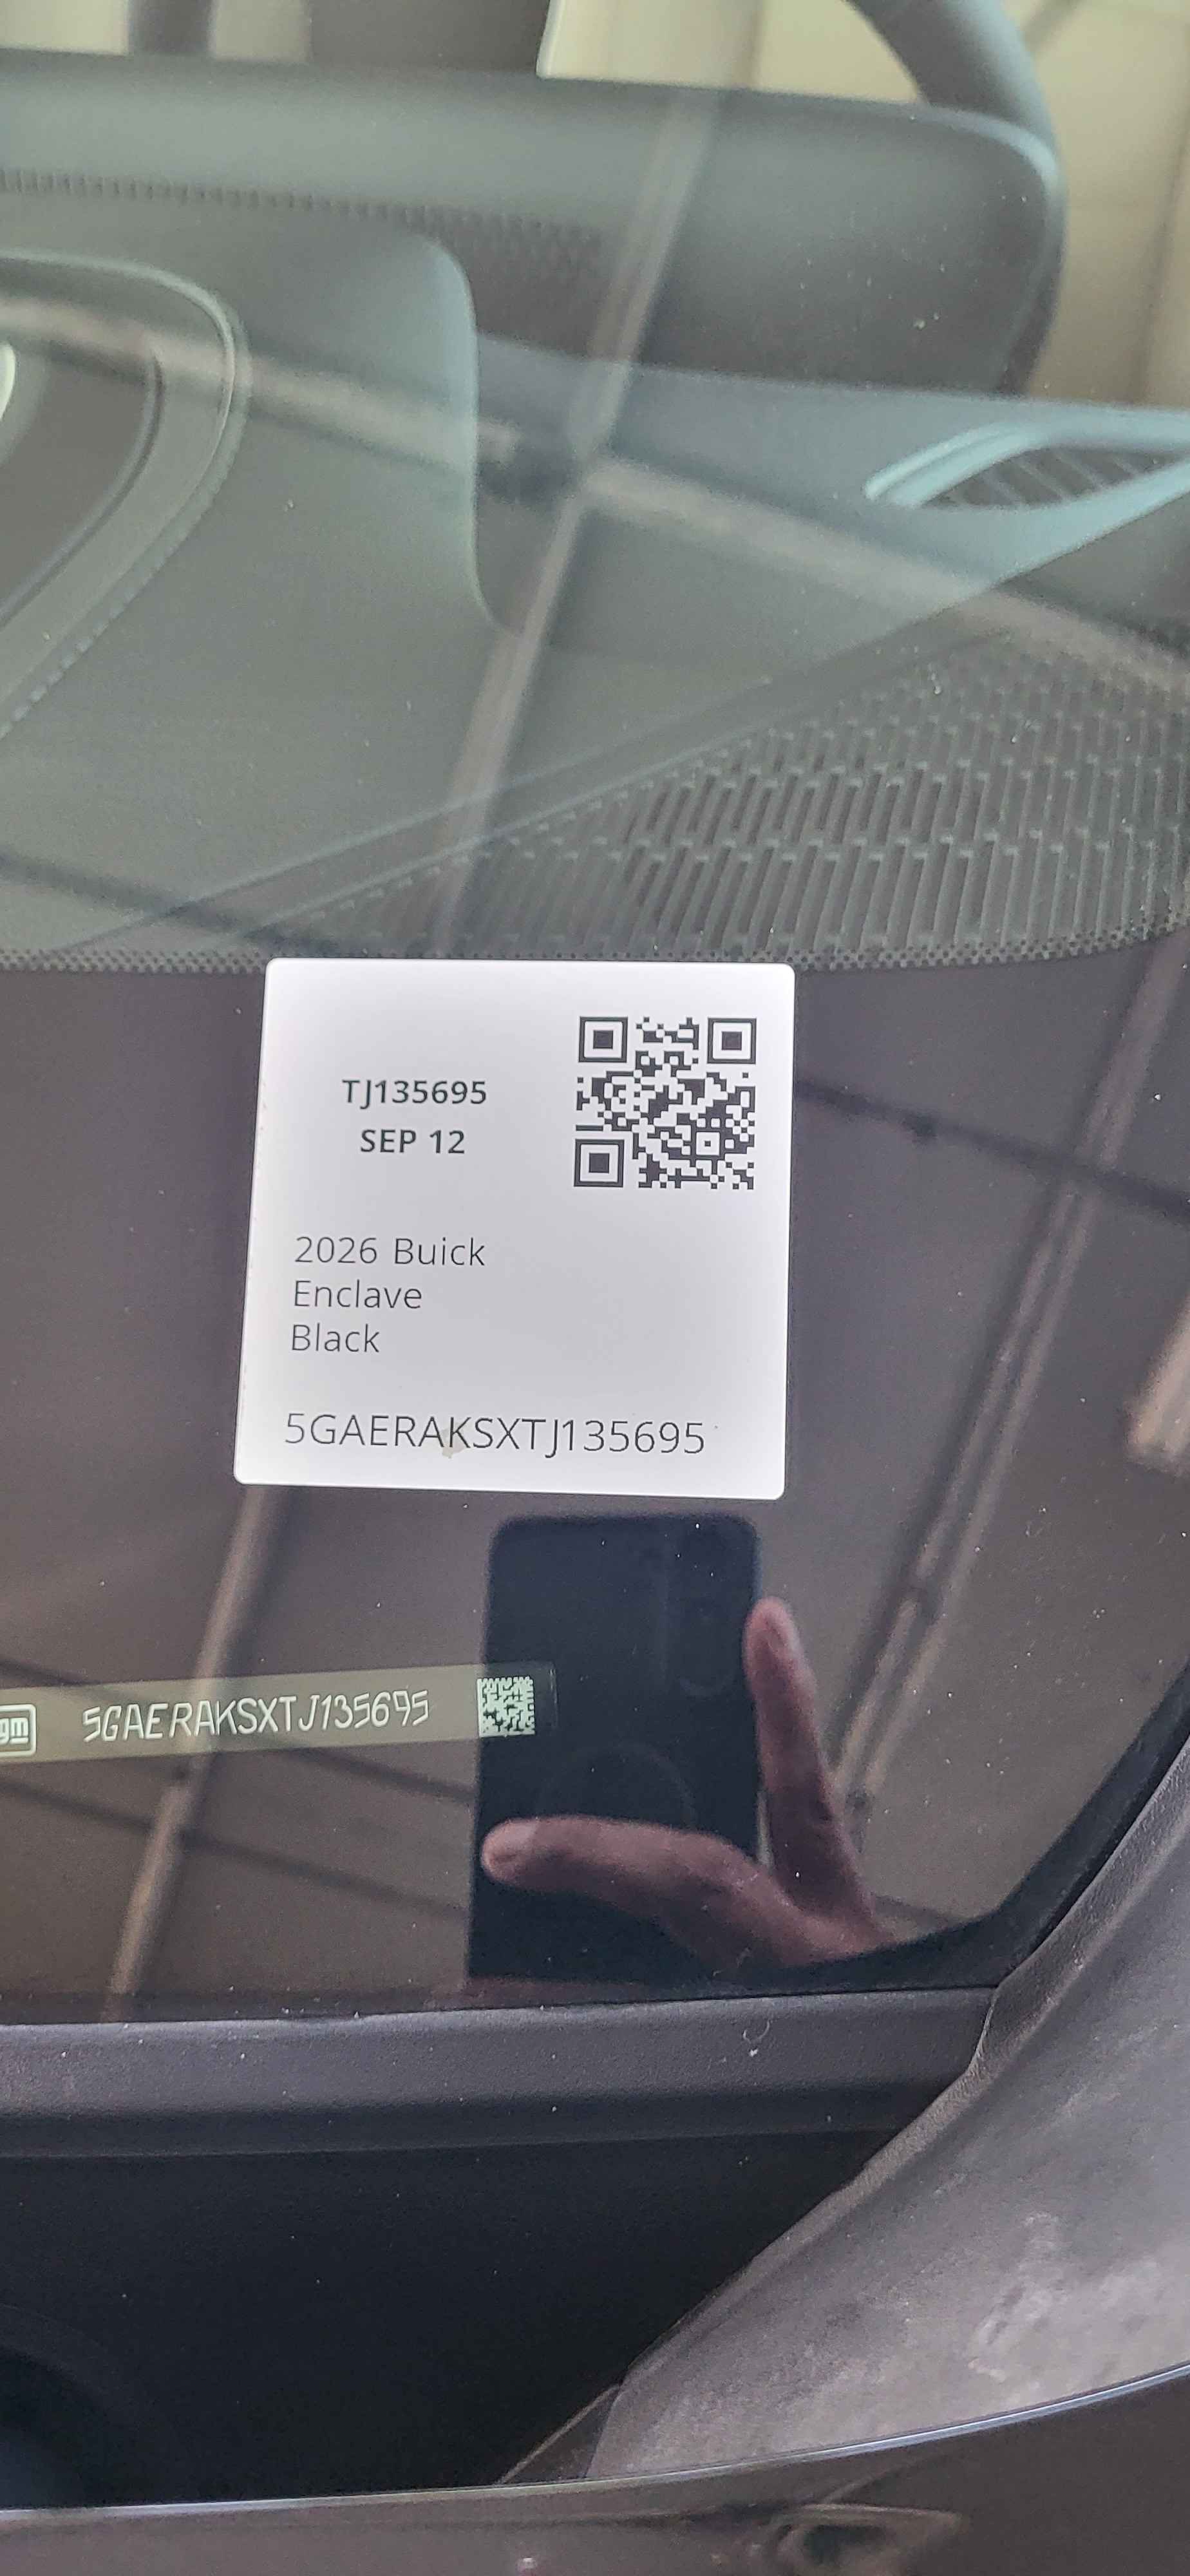 TJ135695
SEP 12
2026 Buick
Enclave
Black
5GAERAKSXTJ135695
gm 5GAERAKSXTJ135695